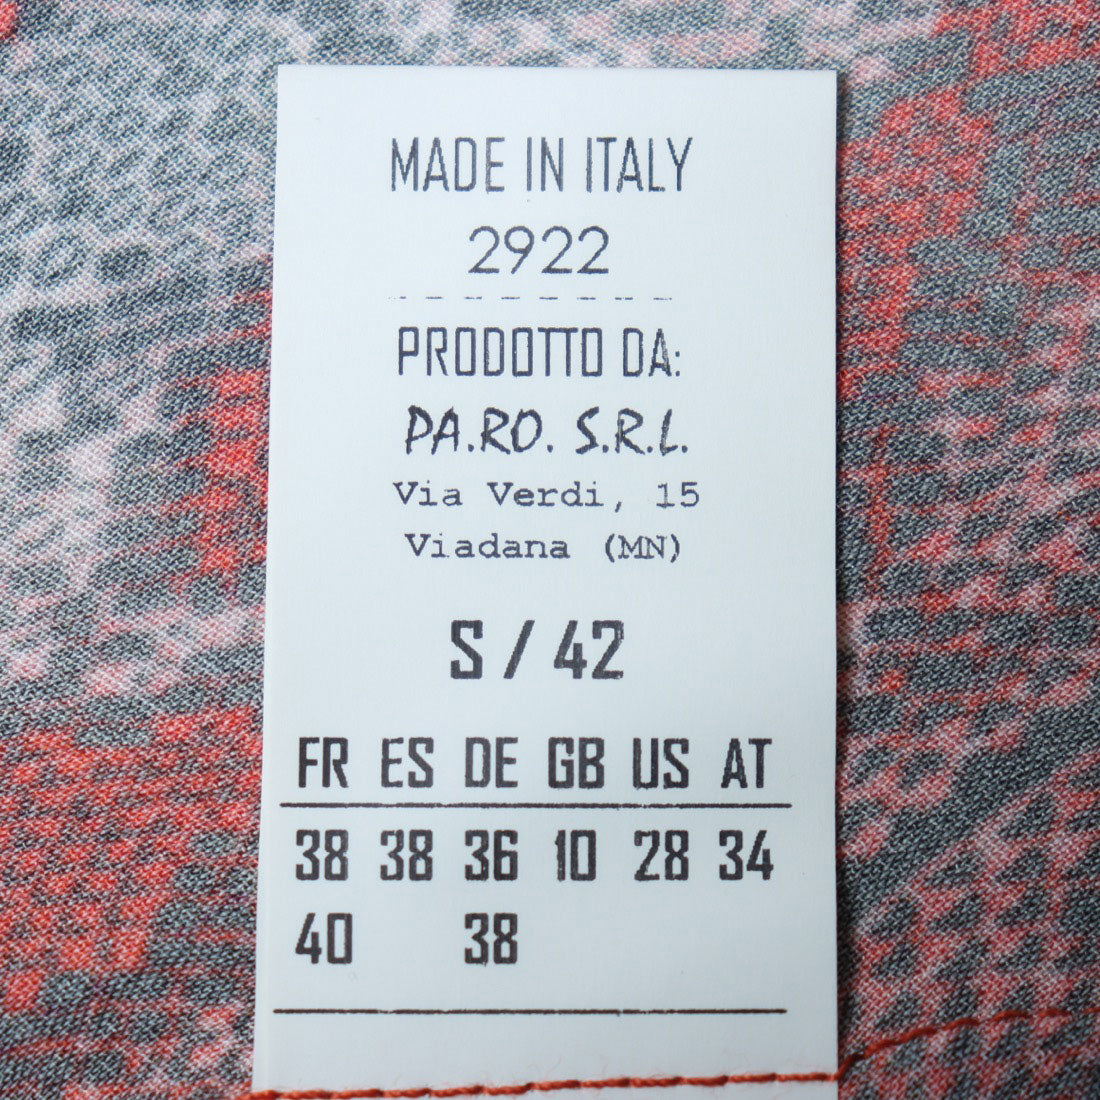 MADE IN ITALY
2922
PRODOTTO DA:
PA.RO. S.R.L.
Via Verdi, 15
Viadana (MN)
S / 42
FR ES DE GB US AT
38 38 36 10 28 34
40 38